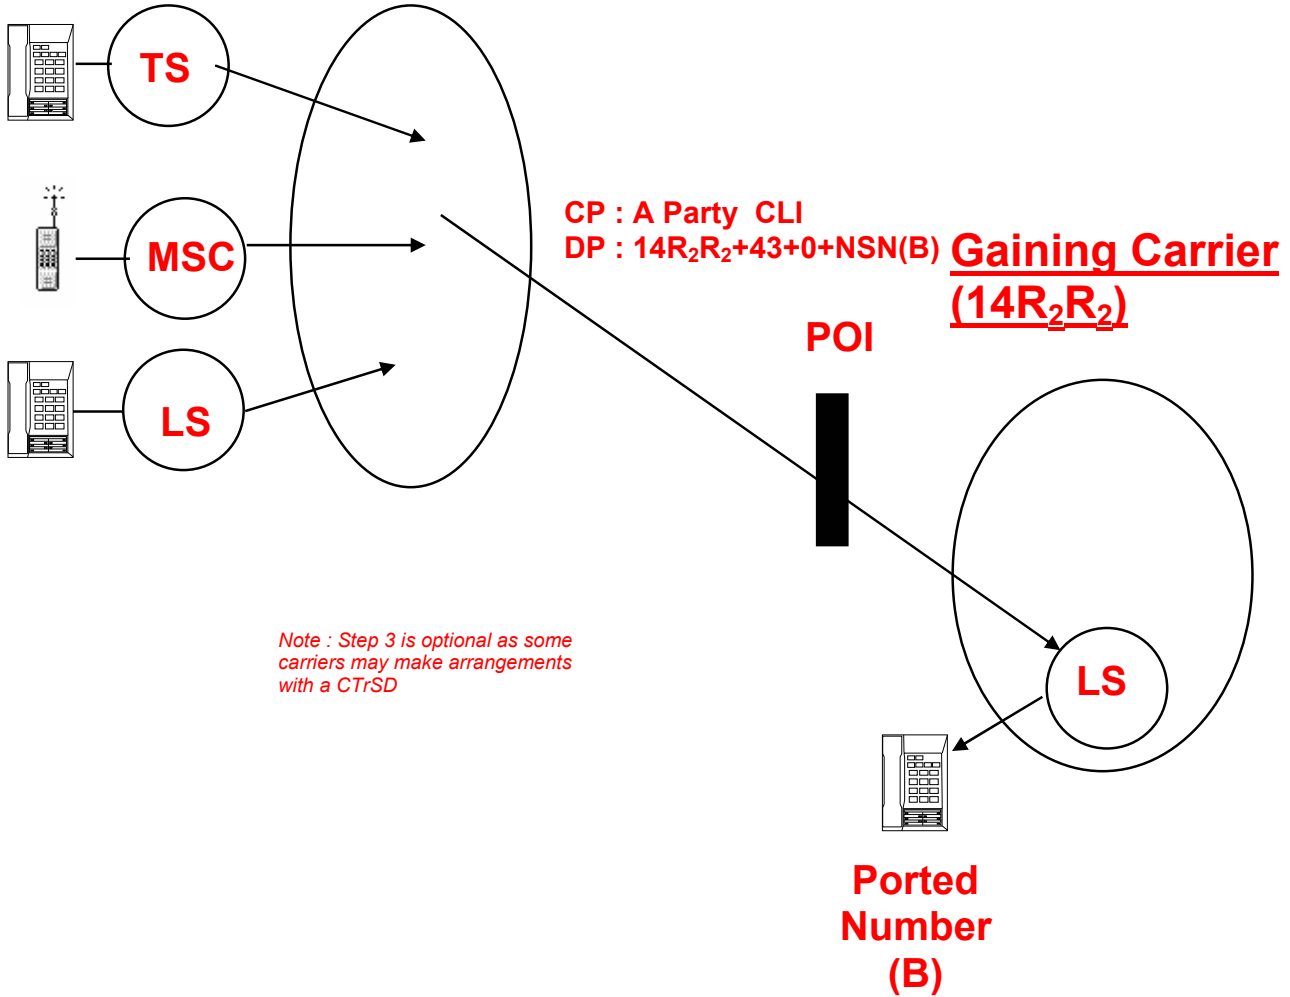 TS
MSC
LS
CP : A Party CLI
DP : 14R₂R₂+43+0+NSN(B)
Gaining Carrier
(14R₂R₂)
POI
Note : Step 3 is optional as some
carriers may make arrangements
with a CTrSD
LS
Ported
Number
(B)